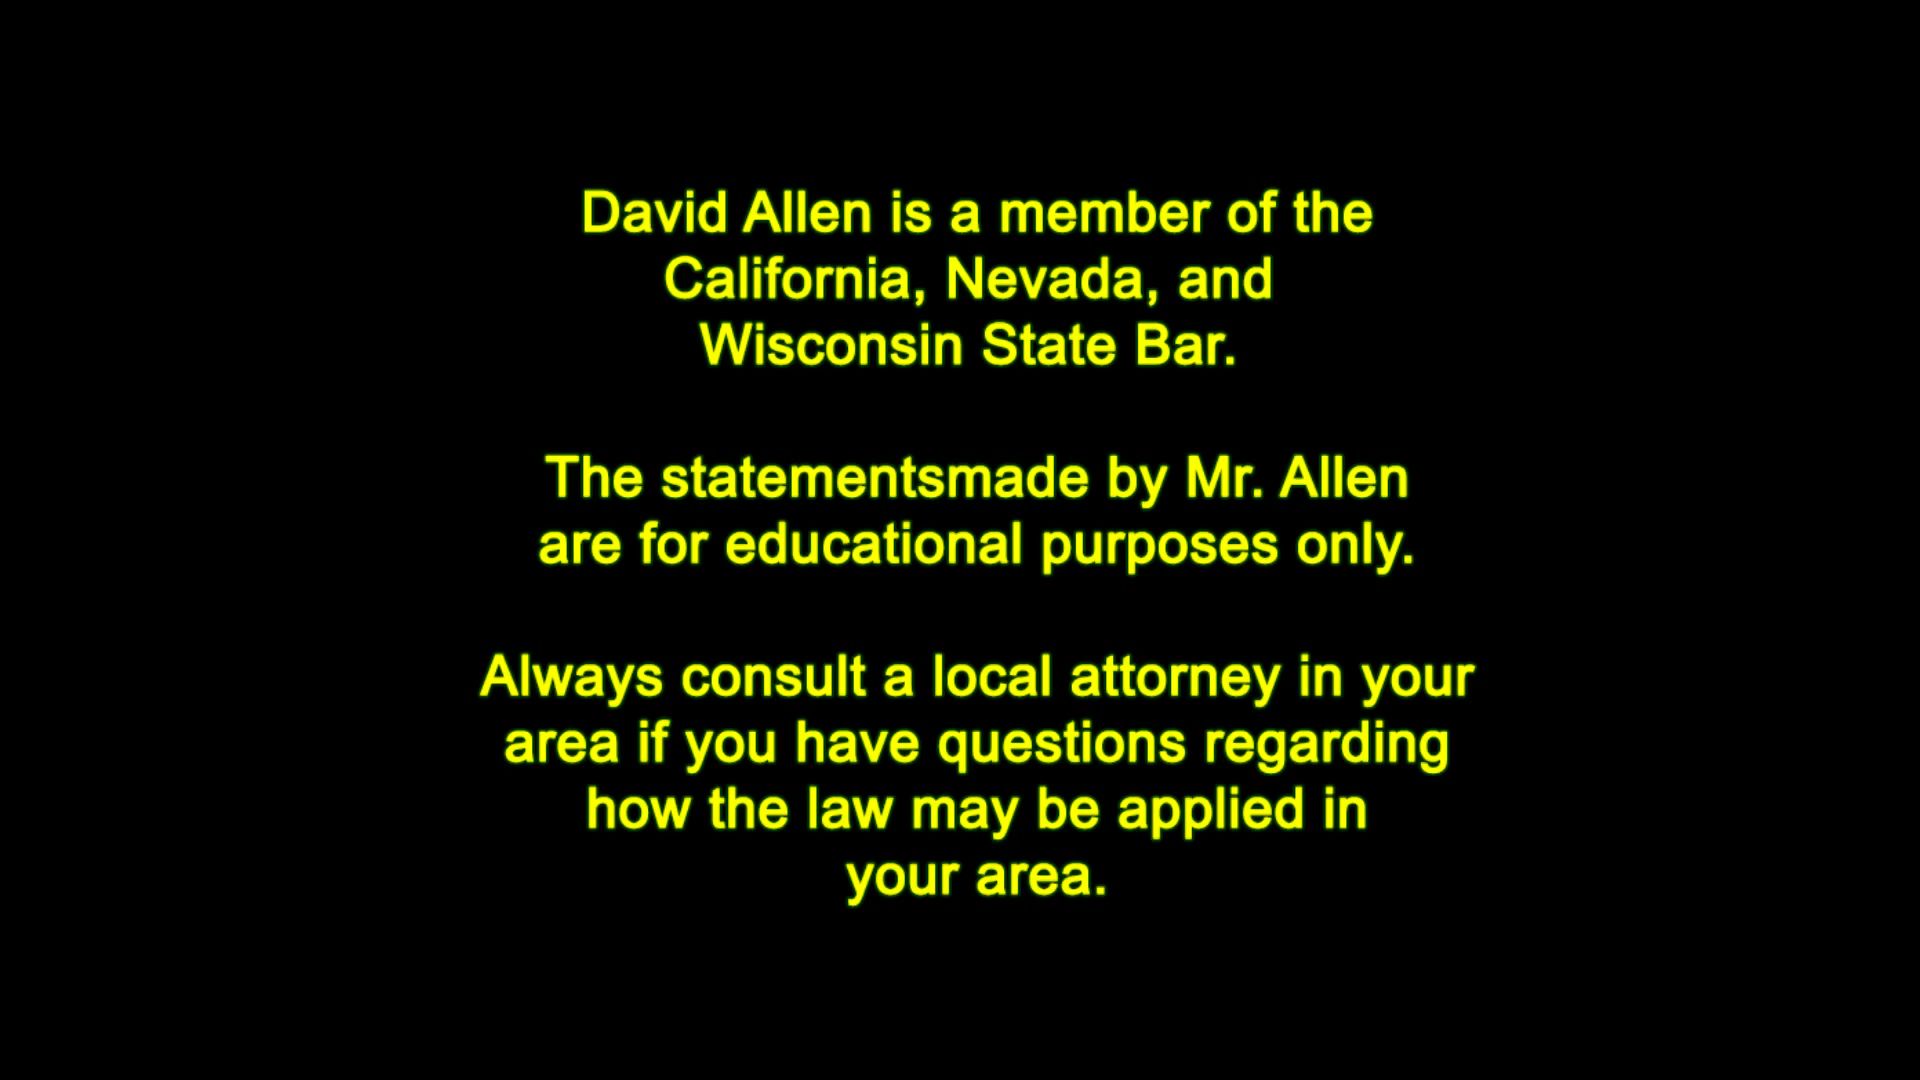 David Allen is a member of the
California, Nevada, and
Wisconsin State Bar.
The statementsmade by Mr. Allen
are for educational purposes only.
Always consult a local attorney in your
area if you have questions regarding
how the law may be applied in
your area.